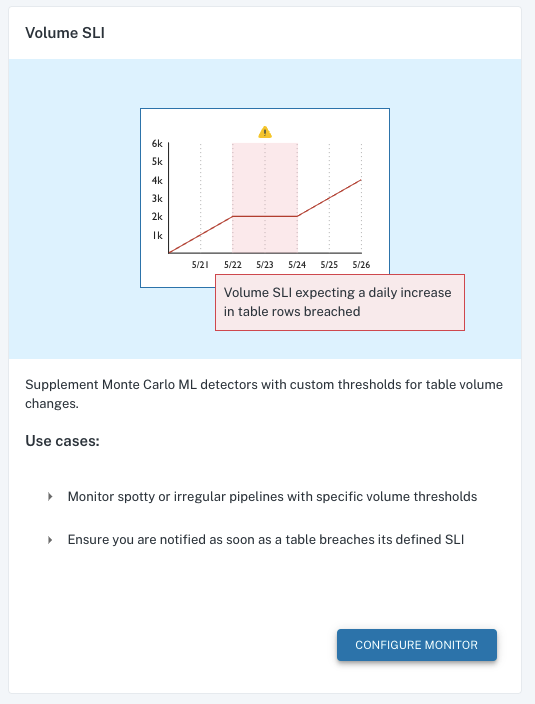 Volume SLI
6k
5k
4k
3k
2k
1k
5/21 5/22 5/23 5/24 5/25 5/26
Volume SLI expecting a daily increase
in table rows breached
Supplement Monte Carlo ML detectors with custom thresholds for table volume
changes.
Use cases:
Monitor spotty or irregular pipelines with specific volume thresholds
Ensure you are notified as soon as a table breaches its defined SLI
CONFIGURE MONITOR